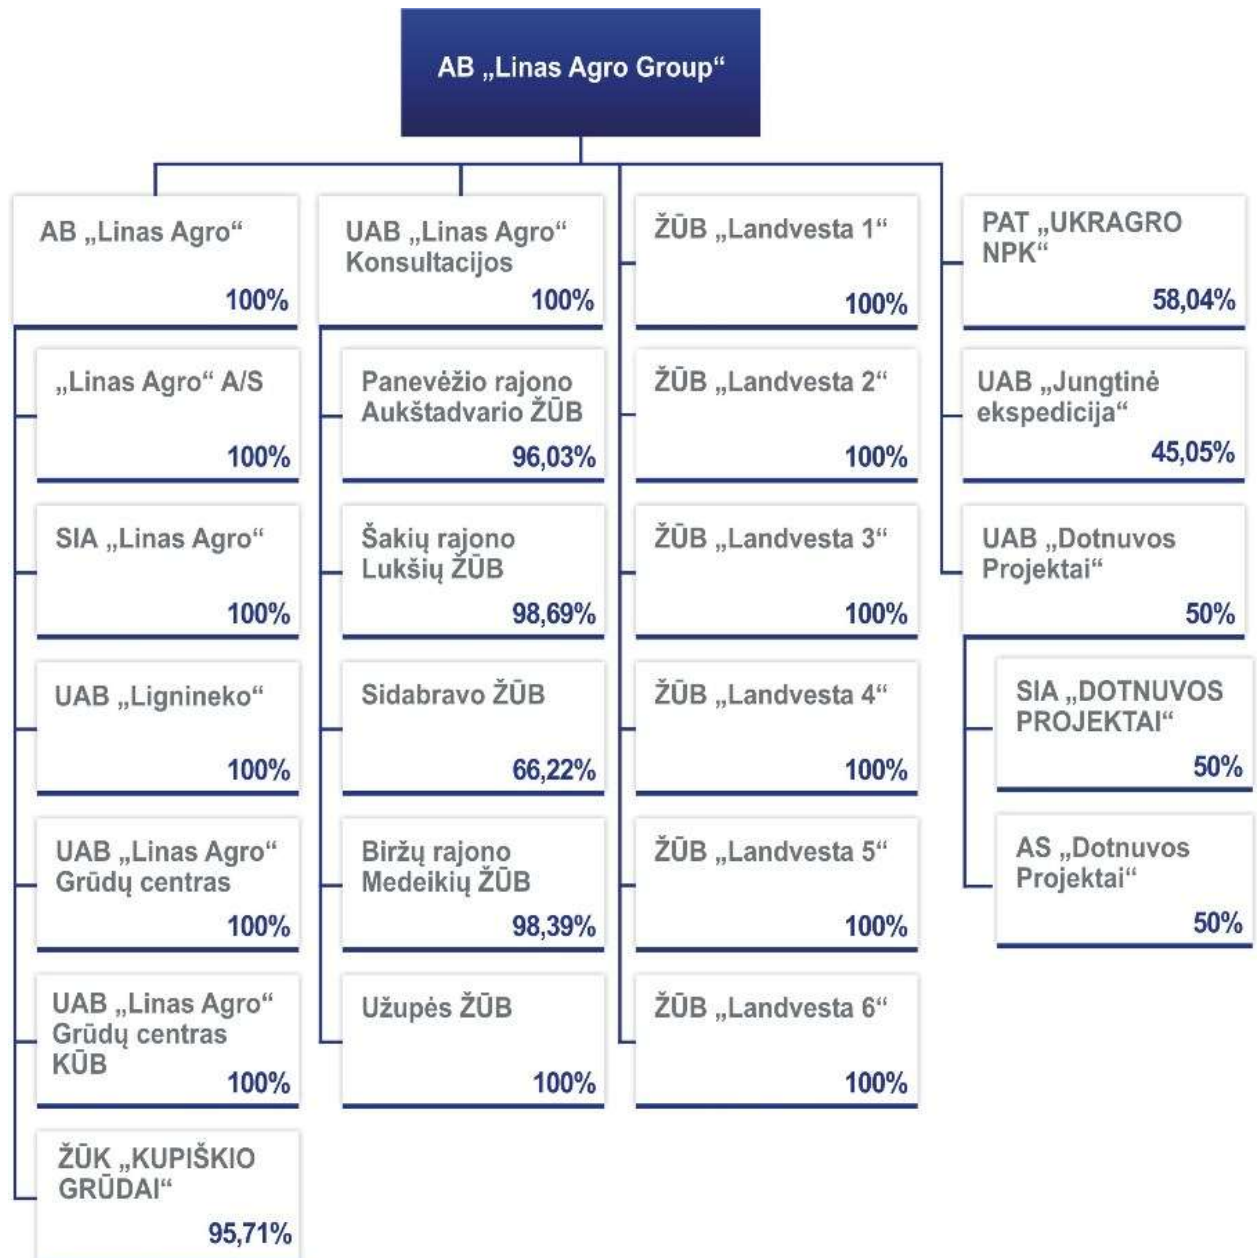 AB „Linas Agro Group“
AB „Linas Agro“
100%
„Linas Agro“ A/S
100%
SIA „Linas Agro“
100%
UAB „Lignineko“
100%
UAB „Linas Agro“
Grūdų centras
100%
UAB „Linas Agro“
Grūdų centras
KŪB
100%
ŽŪK „KUPIŠKIO
GRŪDAI“
95,71%
UAB „Linas Agro“
Konsultacijos
100%
Panevėžio rajono
Aukštadvario ŽŪB
96,03%
Šakių rajono
Lukšių ŽŪB
98,69%
Sidabravo ŽŪB
66,22%
Biržų rajono
Medeikių ŽŪB
98,39%
Užupės ŽŪB
100%
ŽŪB „Landvesta 1“
100%
ŽŪB „Landvesta 2“
100%
ŽŪB „Landvesta 3“
100%
ŽŪB „Landvesta 4“
100%
ŽŪB „Landvesta 5“
100%
ŽŪB „Landvesta 6“
100%
PAT „UKRAGRO
NPK“
58,04%
UAB „Jungtinė
ekspedicija“
45,05%
UAB „Dotnuvos
Projektai“
50%
SIA „DOTNUVOS
PROJEKTAI“
50%
AS „Dotnuvos
Projektai“
50%